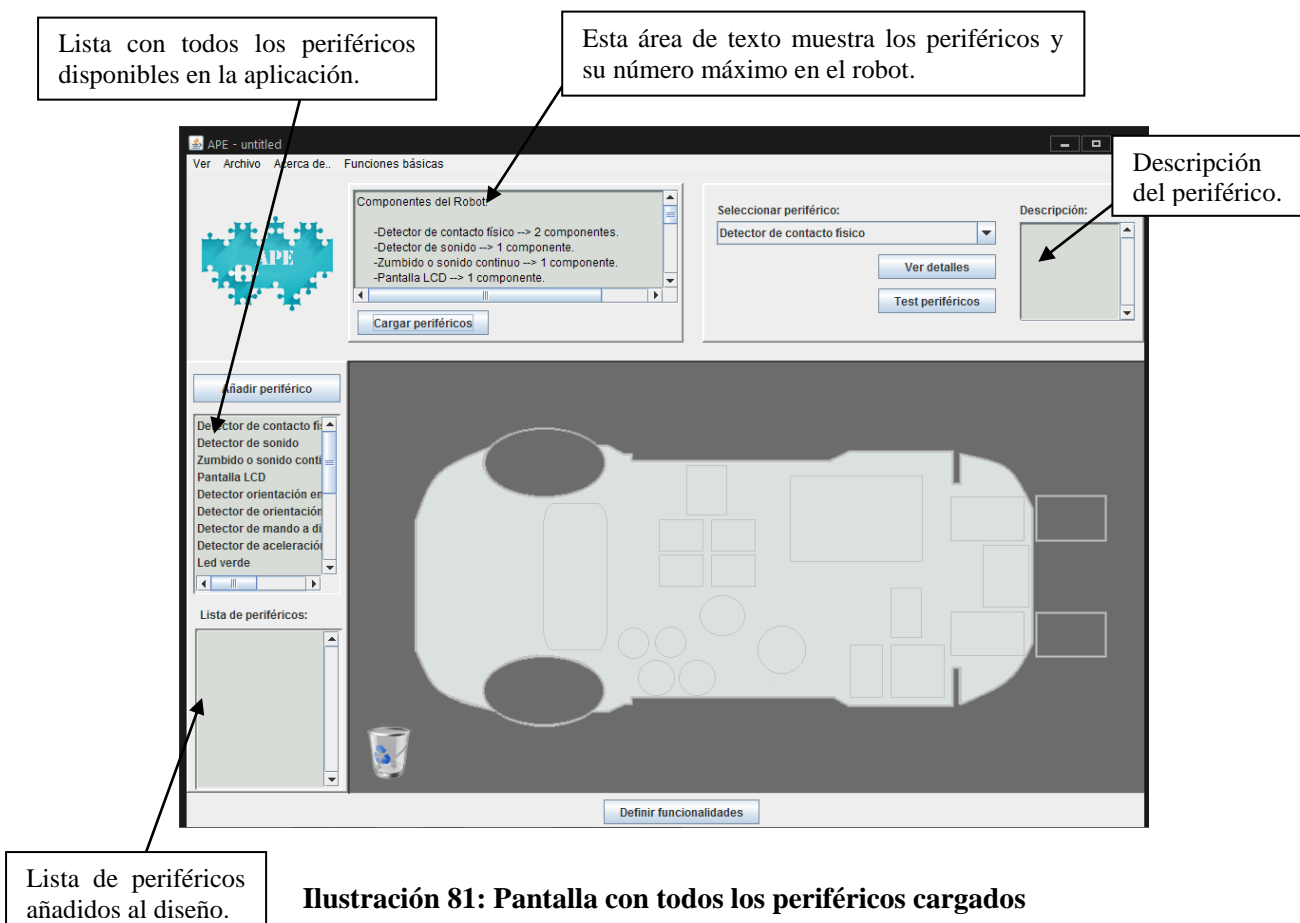 Lista con todos los periféricos
disponibles en la aplicación.
Esta área de texto muestra los periféricos y
su número máximo en el robot.
APE - untitled
Ver Archivo Acerca de.. Funciones básicas
Descripción
del periférico.
APE
Componentes del Robot:
-Detector de contacto físico --> 2 componentes.
-Detector de sonido --> 1 componente.
-Zumbido o sonido continuo --> 1 componente.
-Pantalla LCD --> 1 componente.
Cargar periféricos
Seleccionar periférico:
Detector de contacto físico
Ver detalles
Test periféricos
Descripción:
Añadir periférico
Detector de contacto fí
Detector de sonido
Zumbido o sonido conti
Pantalla LCD
Detector orientación en
Detector de orientación
Detector de mando a di
Detector de aceleració
Led verde
Lista de periféricos:
Definir funcionalidades
Lista de periféricos
añadidos al diseño.
Ilustración 81: Pantalla con todos los periféricos cargados